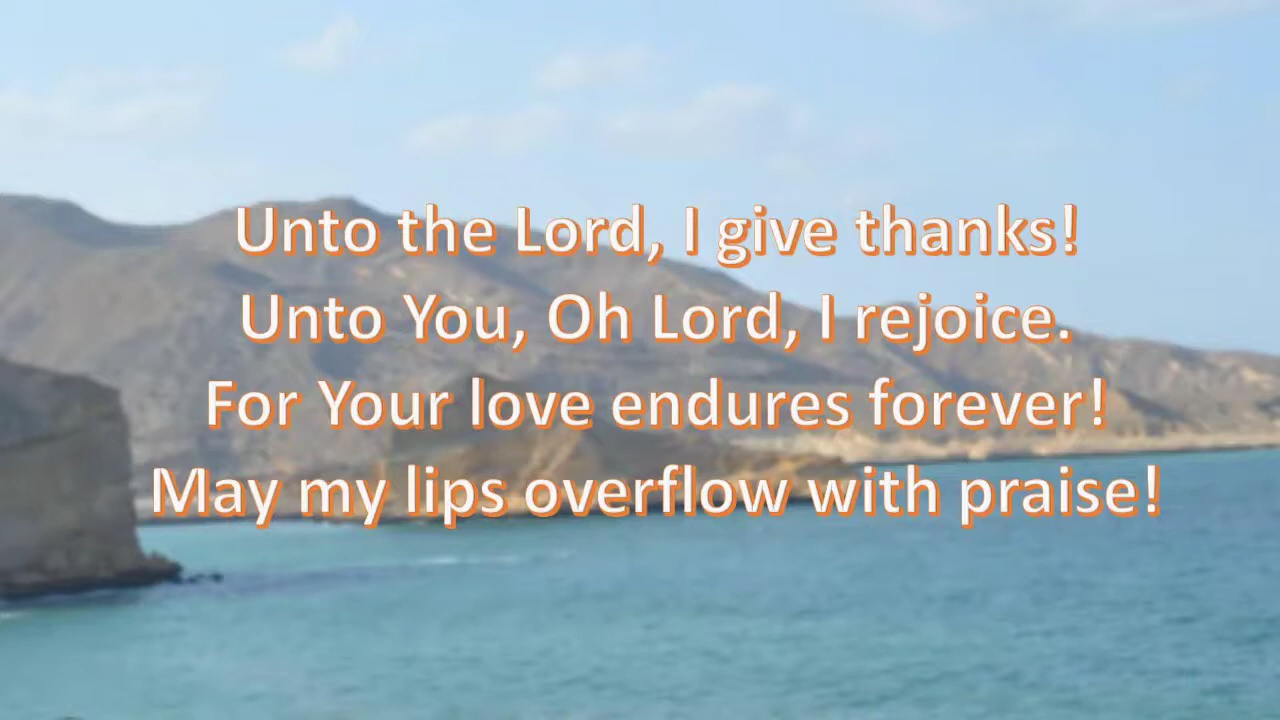 Unto the Lord, I give thanks!
Unto You, Oh Lord, I rejoice.
For Your love endures forever!
May my lips overflow with praise!